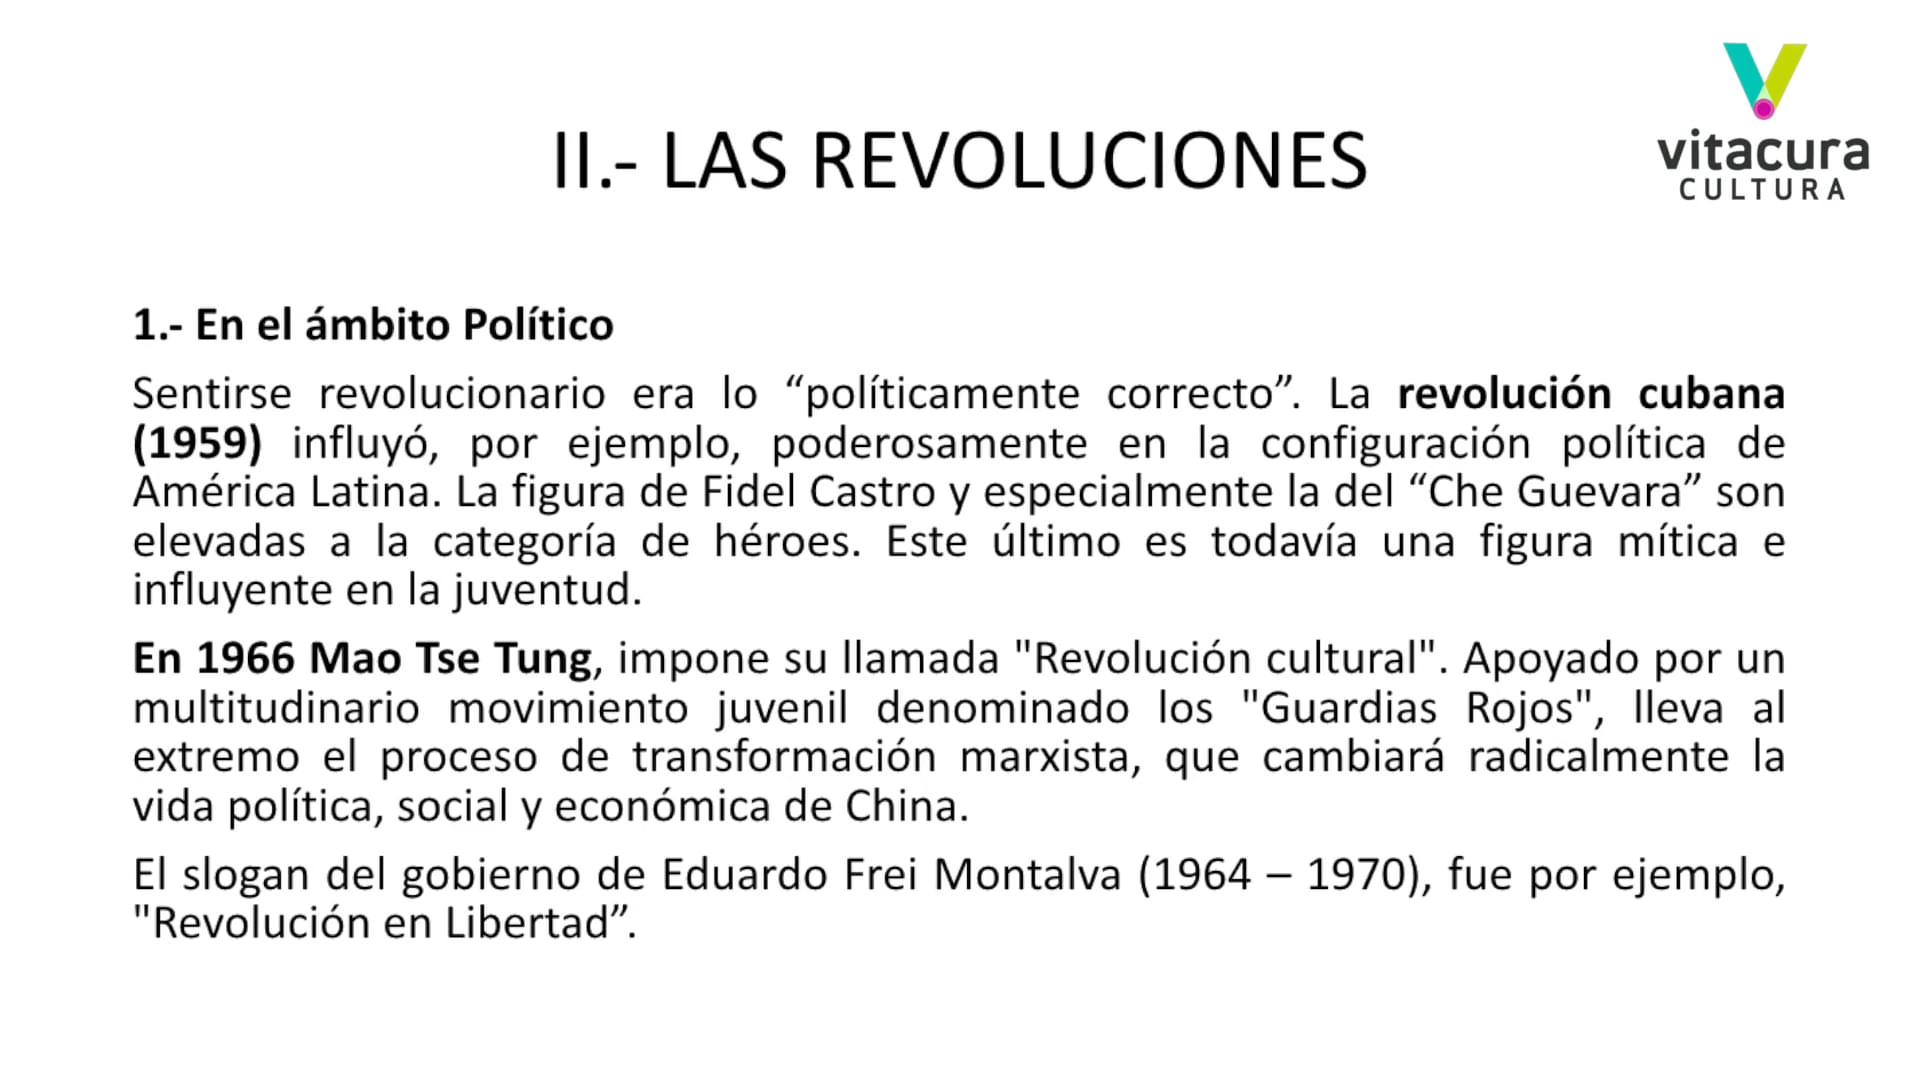 vitacura
CULTURA
II.- LAS REVOLUCIONES
1.- En el ámbito Político
Sentirse revolucionario era lo “políticamente correcto”. La revolución cubana
(1959) influyó, por ejemplo, poderosamente en la configuración política de
América Latina. La figura de Fidel Castro y especialmente la del “Che Guevara” son
elevadas a la categoría de héroes. Este último es todavía una figura mítica e
influyente en la juventud.
En 1966 Mao Tse Tung, impone su llamada "Revolución cultural". Apoyado por un
multitudinario movimiento juvenil denominado los "Guardias Rojos", lleva al
extremo el proceso de transformación marxista, que cambiará radicalmente la
vida política, social y económica de China.
El slogan del gobierno de Eduardo Frei Montalva (1964 – 1970), fue por ejemplo,
"Revolución en Libertad”.